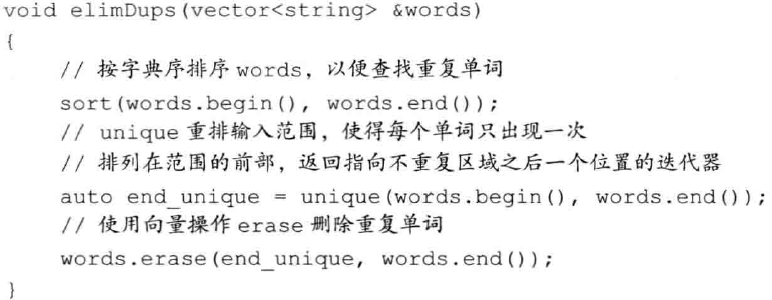 void elimDups(vector<string> &words)
{
    // 按字典序排序 words，以便查找重复单词
    sort(words.begin(), words.end());
    // unique 重排输入范围，使得每个单词只出现一次
    // 排列在范围的前部，返回指向不重复区域之后一个位置的迭代器
    auto end_unique = unique(words.begin(), words.end());
    // 使用向量操作 erase 删除重复单词
    words.erase(end_unique, words.end());
}